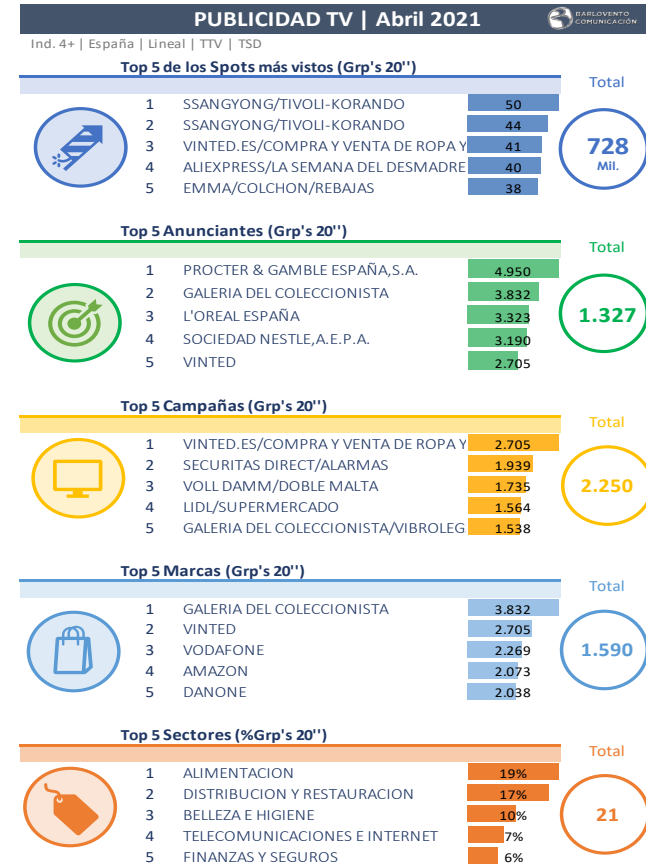 PUBLICIDAD TV | Abril 2021
BARLOVENTO
COMUNICACIÓN
Ind. 4+ | España | Lineal | TTV | TSD
Top 5 de los Spots más vistos (Grp's 20'')
Total
1 SSANGYONG/TIVOLI-KORANDO 50
2 SSANGYONG/TIVOLI-KORANDO 44
3 VINTED.ES/COMPRA Y VENTA DE ROPA Y 41
4 ALIEXPRESS/LA SEMANA DEL DESMADRE 40
5 EMMA/COLCHON/REBAJAS 38
728
Mil.
Top 5 Anunciantes (Grp's 20'')
Total
1 PROCTER & GAMBLE ESPAÑA,S.A. 4.950
2 GALERIA DEL COLECCIONISTA 3.832
3 L'OREAL ESPAÑA 3.323
4 SOCIEDAD NESTLE,A.E.P.A. 3.190
5 VINTED 2.705
1.327
Top 5 Campañas (Grp's 20'')
Total
1 VINTED.ES/COMPRA Y VENTA DE ROPA Y 2.705
2 SECURITAS DIRECT/ALARMAS 1.939
3 VOLL DAMM/DOBLE MALTA 1.735
4 LIDL/SUPERMERCADO 1.564
5 GALERIA DEL COLECCIONISTA/VIBROLEG 1.538
2.250
Top 5 Marcas (Grp's 20'')
Total
1 GALERIA DEL COLECCIONISTA 3.832
2 VINTED 2.705
3 VODAFONE 2.269
4 AMAZON 2.073
5 DANONE 2.038
1.590
Top 5 Sectores (%Grp's 20'')
Total
1 ALIMENTACION 19%
2 DISTRIBUCION Y RESTAURACION 17%
3 BELLEZA E HIGIENE 10%
4 TELECOMUNICACIONES E INTERNET 7%
5 FINANZAS Y SEGUROS 6%
21